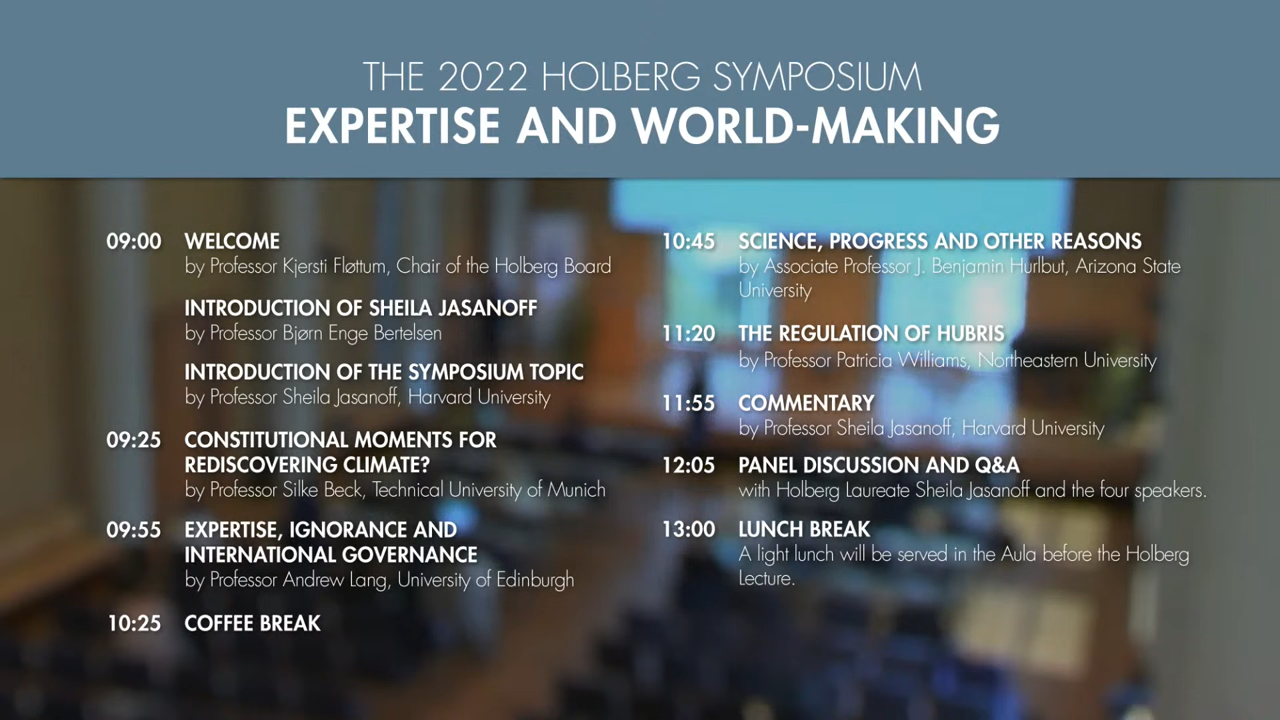 THE 2022 HOLBERG SYMPOSIUM
EXPERTISE AND WORLD-MAKING
09:00 WELCOME
by Professor Kjersti Fløttum, Chair of the Holberg Board
INTRODUCTION OF SHEILA JASANOFF
by Professor Bjørn Enge Bertelsen
INTRODUCTION OF THE SYMPOSIUM TOPIC
by Professor Sheila Jasanoff, Harvard University
09:25 CONSTITUTIONAL MOMENTS FOR
REDISCOVERING CLIMATE?
by Professor Silke Beck, Technical University of Munich
09:55 EXPERTISE, IGNORANCE AND
INTERNATIONAL GOVERNANCE
by Professor Andrew Lang, University of Edinburgh
10:25 COFFEE BREAK
10:45 SCIENCE, PROGRESS AND OTHER REASONS
by Associate Professor J. Benjamin Hurlbut, Arizona State
University
11:20 THE REGULATION OF HUBRIS
by Professor Patricia Williams, Northeastern University
11:55 COMMENTARY
by Professor Sheila Jasanoff, Harvard University
12:05 PANEL DISCUSSION AND Q&A
with Holberg Laureate Sheila Jasanoff and the four speakers.
13:00 LUNCH BREAK
A light lunch will be served in the Aula before the Holberg
Lecture.